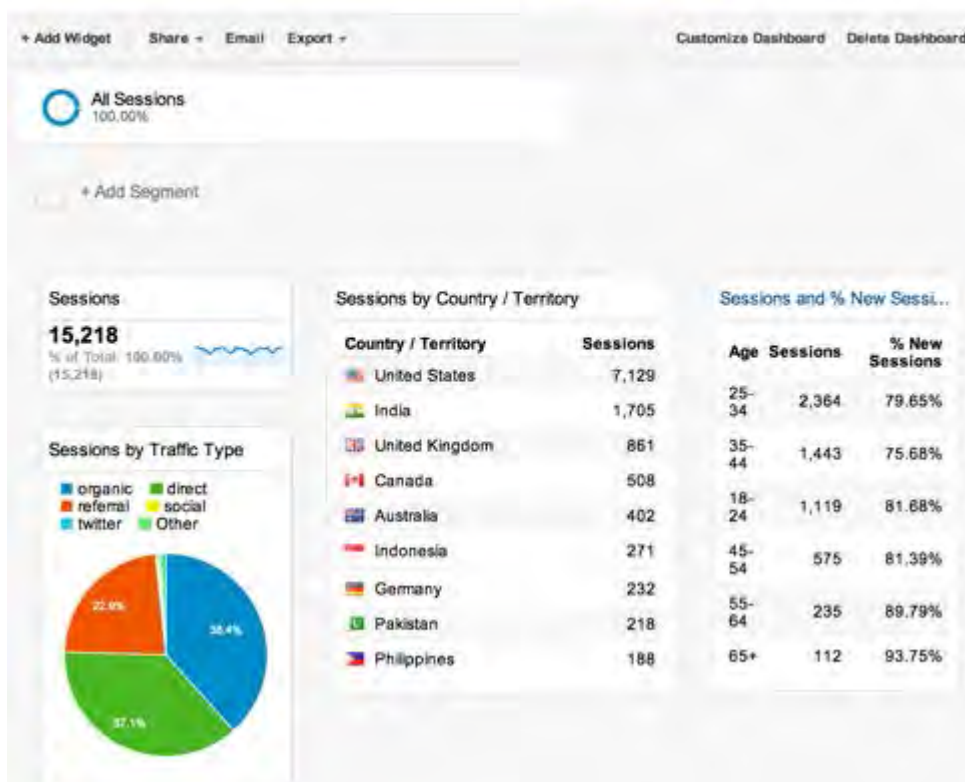 + Add Widget Share Email Export Customize Dashboard Delete Dashboard
All Sessions
100.00%
+ Add Segment
Sessions
15,218
% of Total: 100.00%
(15,218)
Sessions by Traffic Type
organic direct
referral social
twitter Other
22.9%
38.4%
37.1%
Sessions by Country / Territory
Country / Territory Sessions
United States 7,129
India 1,705
United Kingdom 861
Canada 508
Australia 402
Indonesia 271
Germany 232
Pakistan 218
Philippines 188
Sessions and % New Sessi...
Age Sessions % New
Sessions
25-
34 2,364 79.65%
35-
44 1,443 75.68%
18-
24 1,119 81.68%
45-
54 575 81.39%
55-
64 235 89.79%
65+ 112 93.75%